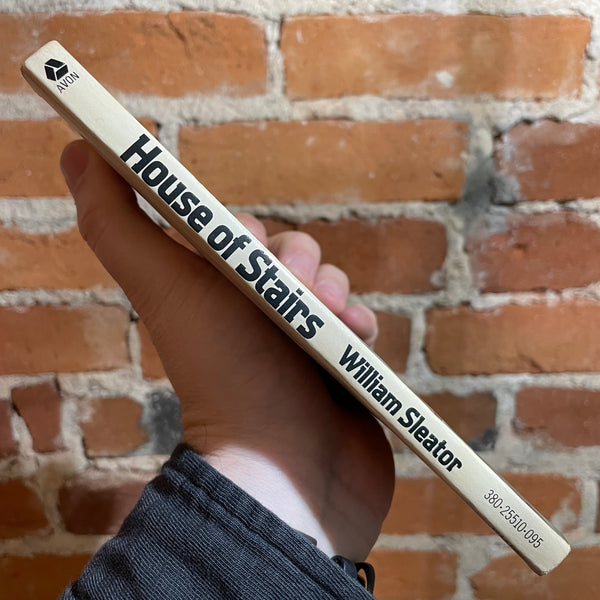 AVON
House of Stairs
William Sleator
380-25510-095